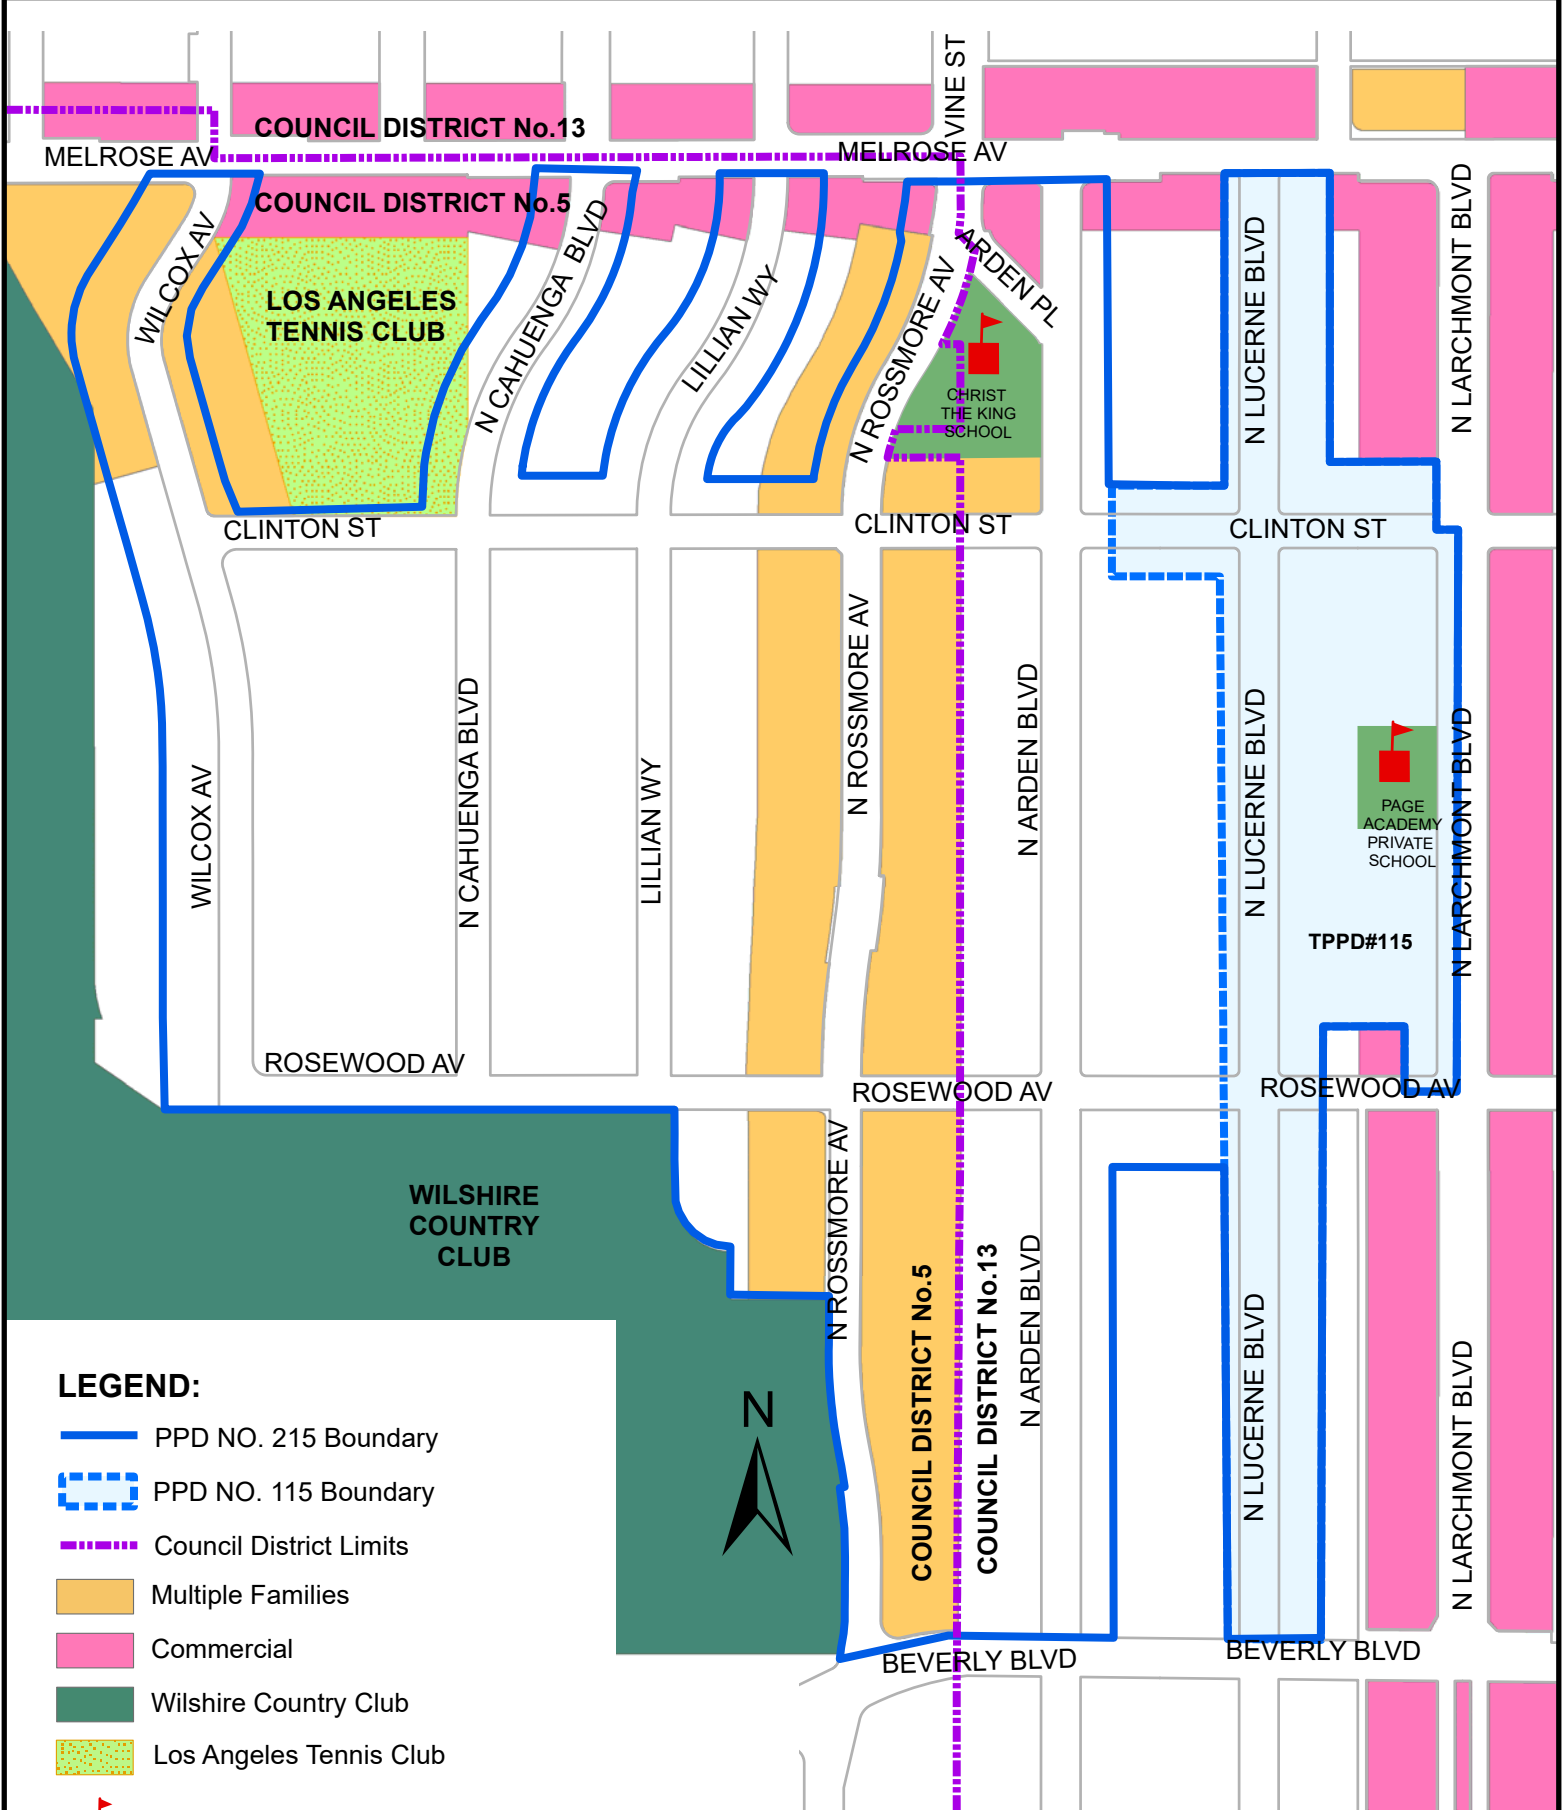 VINE ST
COUNCIL DISTRICT No.13
MELROSE AV
MELROSE AV
COUNCIL DISTRICT No.5
WILCOX AV
N CAHUENGA BLVD
LILLIAN WY
N ROSSMORE AV
ARDEN PL
N LUCERNE BLVD
N LARCHMONT BLVD
LOS ANGELES
TENNIS CLUB
CHRIST
THE KING
SCHOOL
CLINTON ST
CLINTON ST
CLINTON ST
WILCOX AV
N CAHUENGA BLVD
LILLIAN WY
N ROSSMORE AV
N ARDEN BLVD
N LUCERNE BLVD
N LARCHMONT BLVD
PAGE
ACADEMY
PRIVATE
SCHOOL
TPPD#115
ROSEWOOD AV
ROSEWOOD AV
ROSEWOOD AV
WILSHIRE
COUNTRY
CLUB
N ROSSMORE AV
COUNCIL DISTRICT No.5
COUNCIL DISTRICT No.13
N ARDEN BLVD
N LUCERNE BLVD
N LARCHMONT BLVD
N
BEVERLY BLVD
BEVERLY BLVD
LEGEND:
PPD NO. 215 Boundary
PPD NO. 115 Boundary
Council District Limits
Multiple Families
Commercial
Wilshire Country Club
Los Angeles Tennis Club